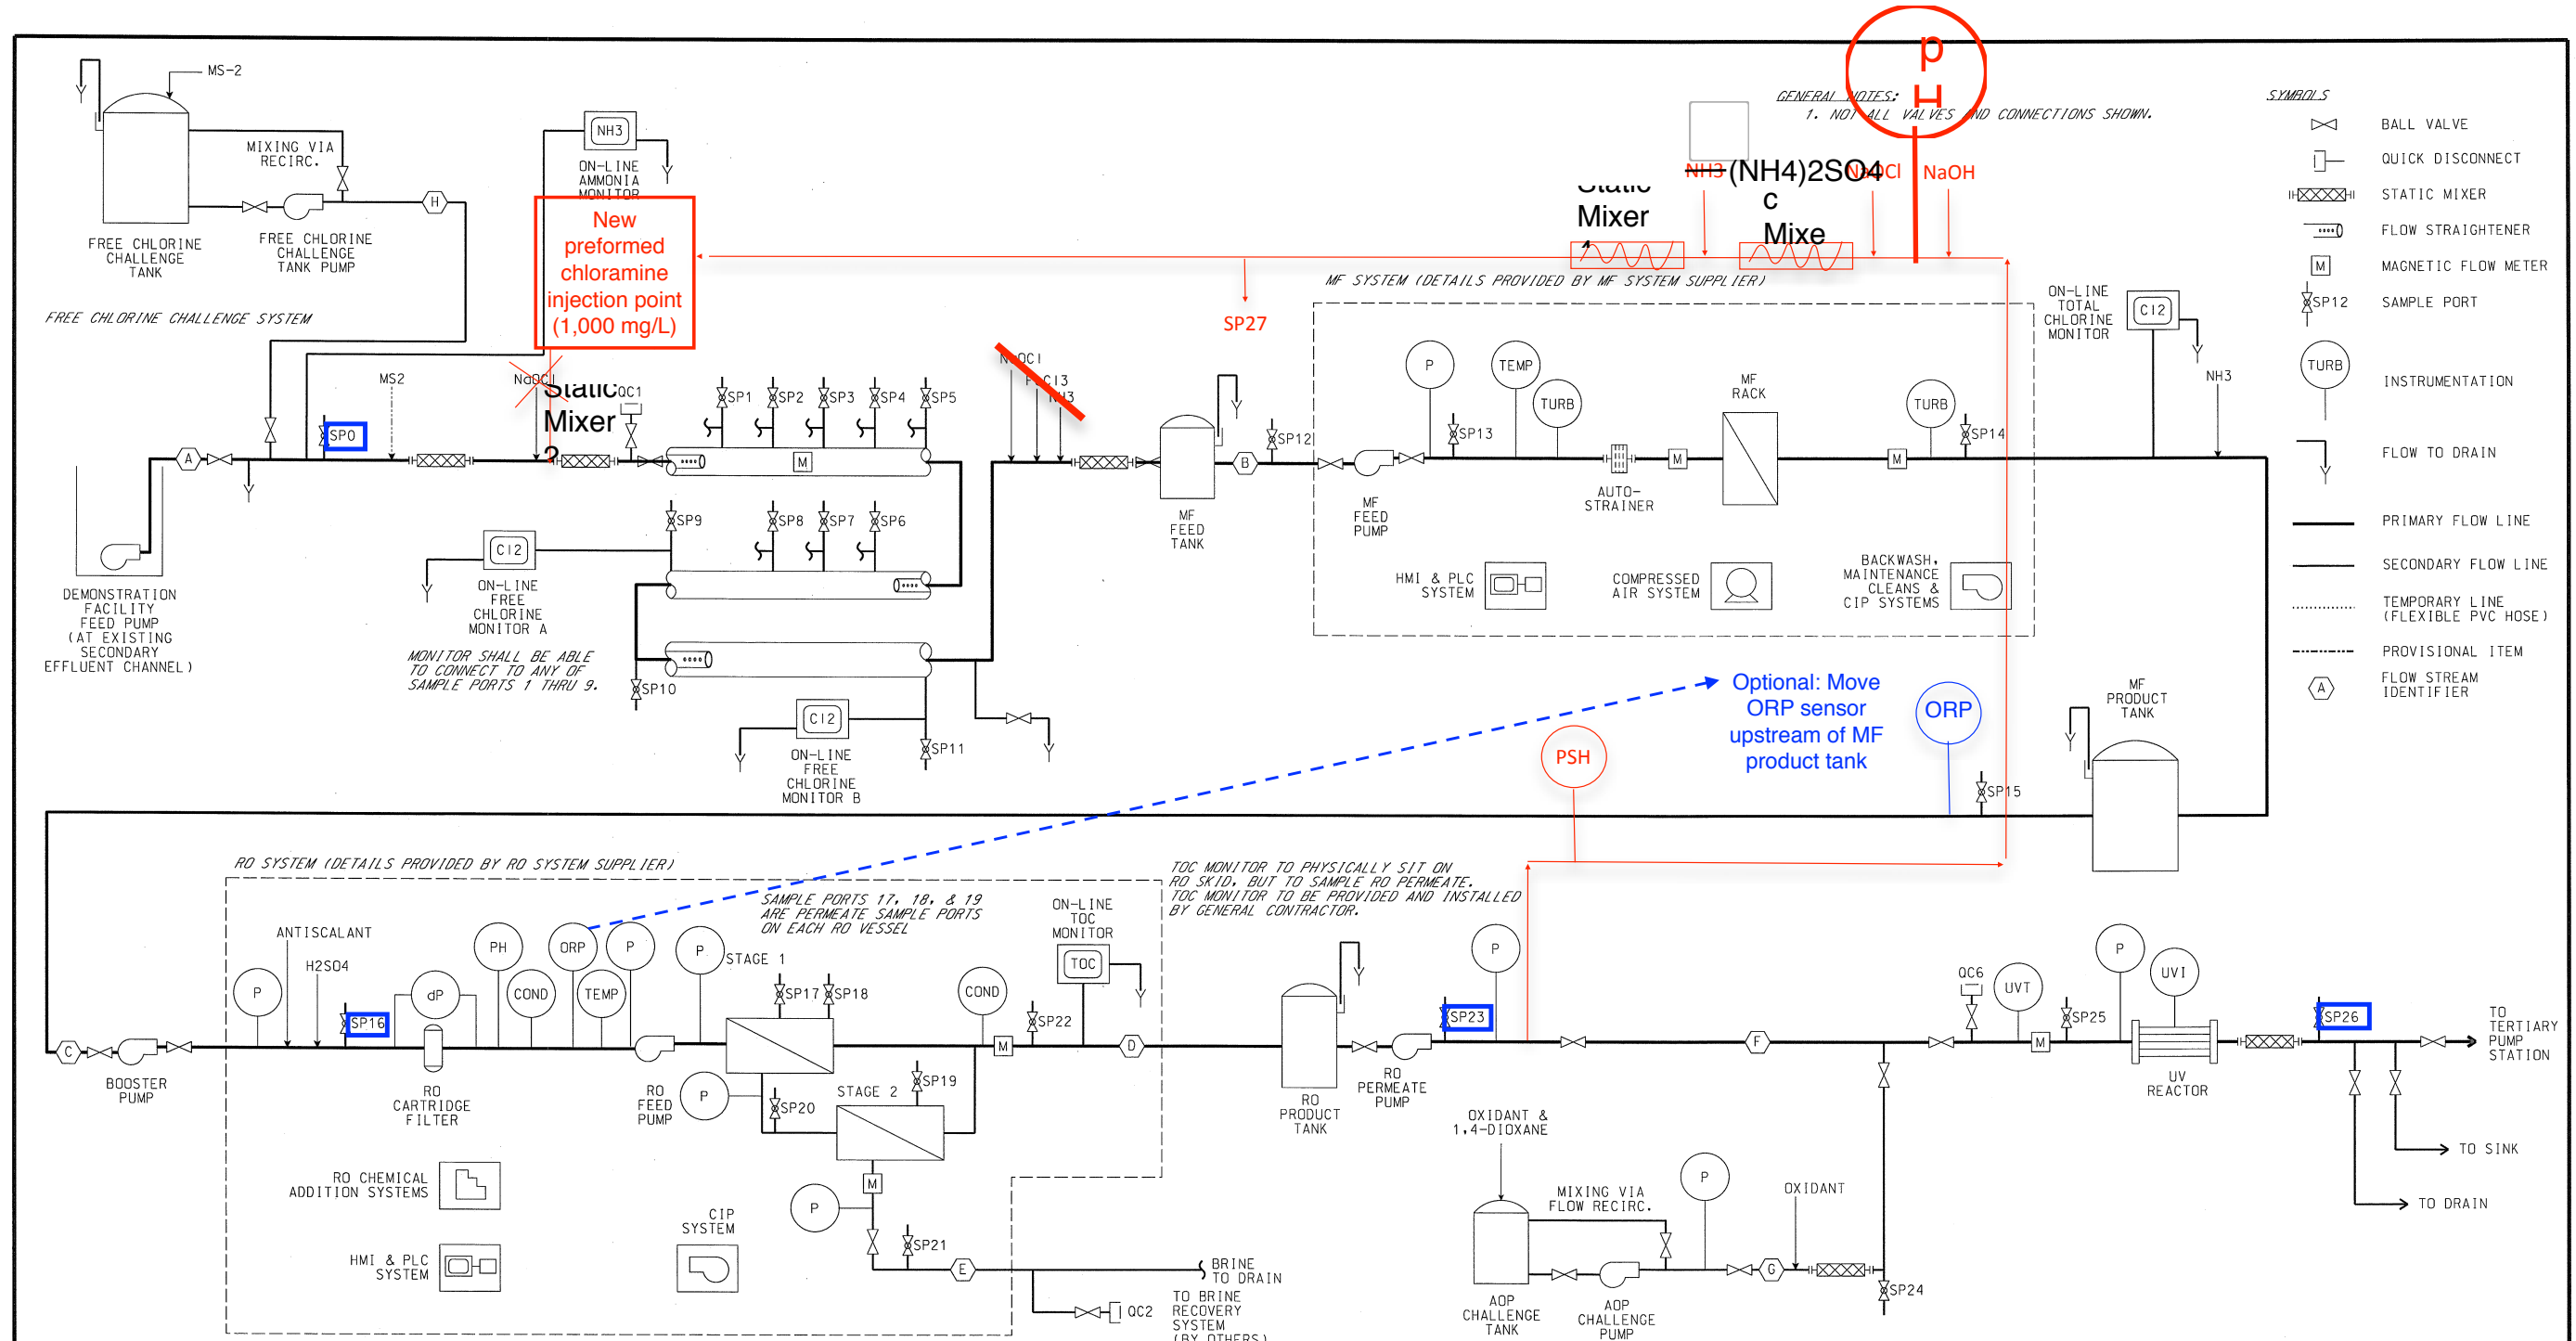 MS-2
MIXING VIA
RECIRC.
H
FREE CHLORINE
CHALLENGE
TANK
FREE CHLORINE
CHALLENGE
TANK PUMP
FREE CHLORINE CHALLENGE SYSTEM
NH3
ON-LINE
AMMONIA
MONITOR
New
preformed
chloramine
injection point
(1,000 mg/L)
SP27
Static
Mixer
NH3
(NH4)2SO4
c
Mixe
NaOCl
NaOH
p
H
GENERAL NOTES:
1. NOT ALL VALVES AND CONNECTIONS SHOWN.
SYMBOLS
BALL VALVE
QUICK DISCONNECT
STATIC MIXER
FLOW STRAIGHTENER
M
MAGNETIC FLOW METER
SP12
SAMPLE PORT
TURB
INSTRUMENTATION
FLOW TO DRAIN
PRIMARY FLOW LINE
SECONDARY FLOW LINE
TEMPORARY LINE
(FLEXIBLE PVC HOSE)
PROVISIONAL ITEM
A
FLOW STREAM
IDENTIFIER
A
SP0
MS2
NaOCl
Static
Mixer
2
QC1
SP1
SP2
SP3
SP4
SP5
M
SP9
SP8
SP7
SP6
Cl2
ON-LINE
FREE
CHLORINE
MONITOR A
MONITOR SHALL BE ABLE
TO CONNECT TO ANY OF
SAMPLE PORTS 1 THRU 9.
SP10
Cl2
ON-LINE
FREE
CHLORINE
MONITOR B
SP11
DEMONSTRATION
FACILITY
FEED PUMP
(AT EXISTING
SECONDARY
EFFLUENT CHANNEL)
NaOCl
FeCl3
NH3
MF
FEED
TANK
B
SP12
MF SYSTEM (DETAILS PROVIDED BY MF SYSTEM SUPPLIER)
MF
FEED
PUMP
P
SP13
TEMP
TURB
AUTO-
STRAINER
M
MF
RACK
M
TURB
SP14
HMI & PLC
SYSTEM
COMPRESSED
AIR SYSTEM
BACKWASH,
MAINTENANCE
CLEANS &
CIP SYSTEMS
ON-LINE
TOTAL
CHLORINE
MONITOR
Cl2
NH3
Optional: Move
ORP sensor
upstream of MF
product tank
ORP
PSH
SP15
MF
PRODUCT
TANK
RO SYSTEM (DETAILS PROVIDED BY RO SYSTEM SUPPLIER)
C
BOOSTER
PUMP
P
ANTISCALANT
H2SO4
SP16
dP
RO
CARTRIDGE
FILTER
PH
COND
ORP
TEMP
P
RO
FEED
PUMP
P
STAGE 1
SAMPLE PORTS 17, 18, & 19
ARE PERMEATE SAMPLE PORTS
ON EACH RO VESSEL
SP17
SP18
P
SP20
STAGE 2
SP19
COND
M
SP22
ON-LINE
TOC
MONITOR
TOC
D
TOC MONITOR TO PHYSICALLY SIT ON
RO SKID, BUT TO SAMPLE RO PERMEATE.
TOC MONITOR TO BE PROVIDED AND INSTALLED
BY GENERAL CONTRACTOR.
M
P
SP21
E
BRINE
TO DRAIN
QC2
TO BRINE
RECOVERY
SYSTEM
(BY OTHERS)
RO CHEMICAL
ADDITION SYSTEMS
HMI & PLC
SYSTEM
CIP
SYSTEM
RO
PRODUCT
TANK
RO
PERMEATE
PUMP
SP23
P
F
OXIDANT &
1,4-DIOXANE
MIXING VIA
FLOW RECIRC.
AOP
CHALLENGE
TANK
AOP
CHALLENGE
PUMP
P
G
OXIDANT
SP24
QC6
UVT
M
SP25
P
UVI
UV
REACTOR
SP26
TO
TERTIARY
PUMP
STATION
TO SINK
TO DRAIN